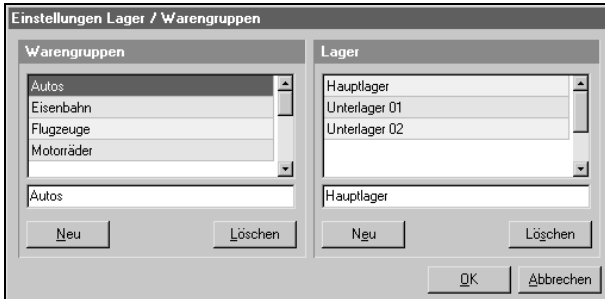 Einstellungen Lager / Warengruppen
Warengruppen
Autos
Eisenbahn
Flugzeuge
Motorräder
Autos
Neu
Löschen
Lager
Hauptlager
Unterlager 01
Unterlager 02
Hauptlager
Neu
Löschen
OK
Abbrechen